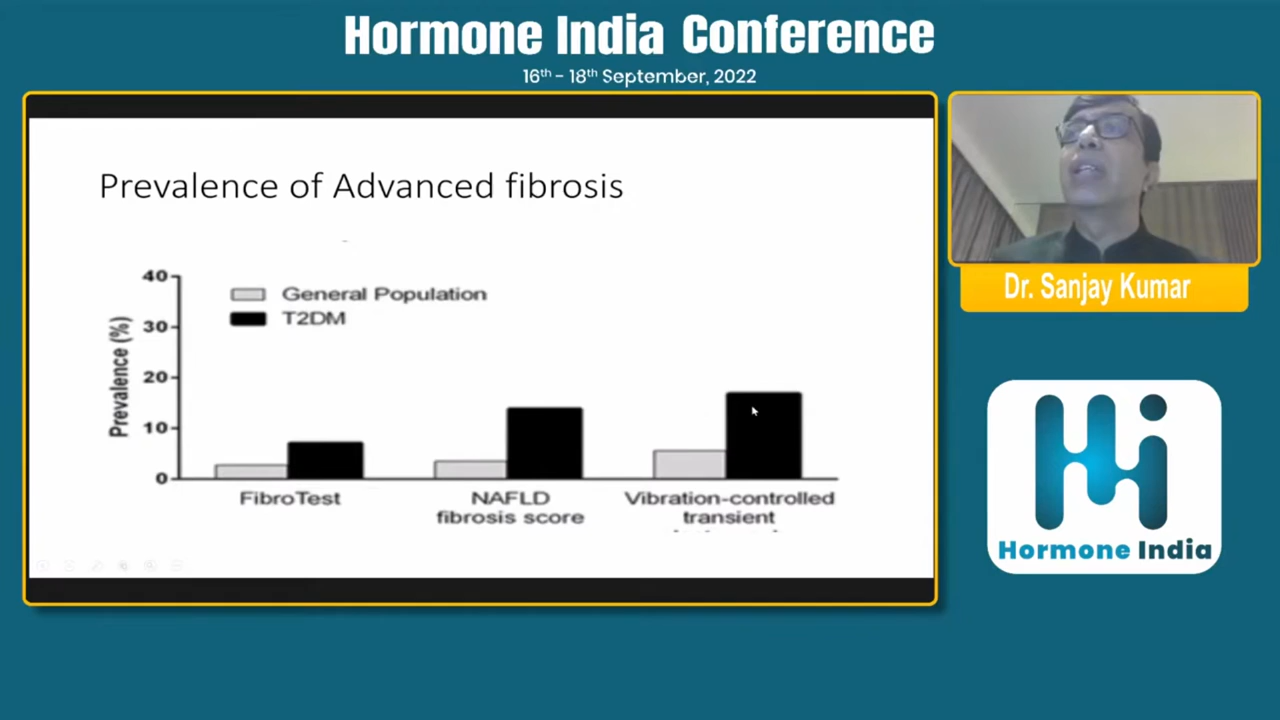 Hormone India Conference
16th - 18th September, 2022
Prevalence of Advanced fibrosis
40
30
20
10
0
Prevalence (%)
General Population
T2DM
FibroTest
NAFLD
fibrosis score
Vibration-controlled
transient
Dr. Sanjay Kumar
Hormone India